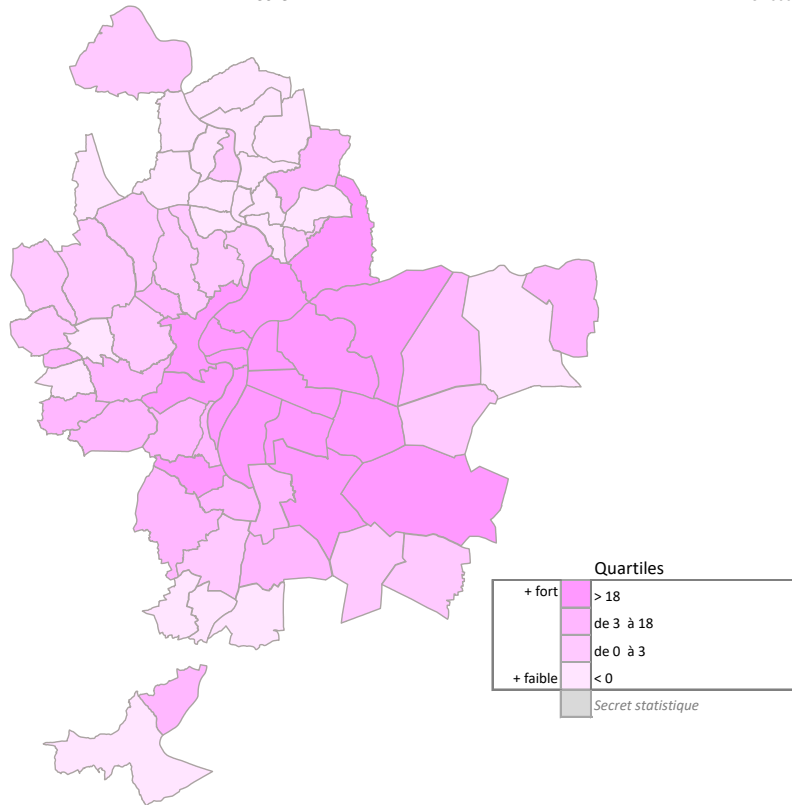 Quartiles
+ fort > 18
de 3 à 18
de 0 à 3
+ faible < 0
Secret statistique